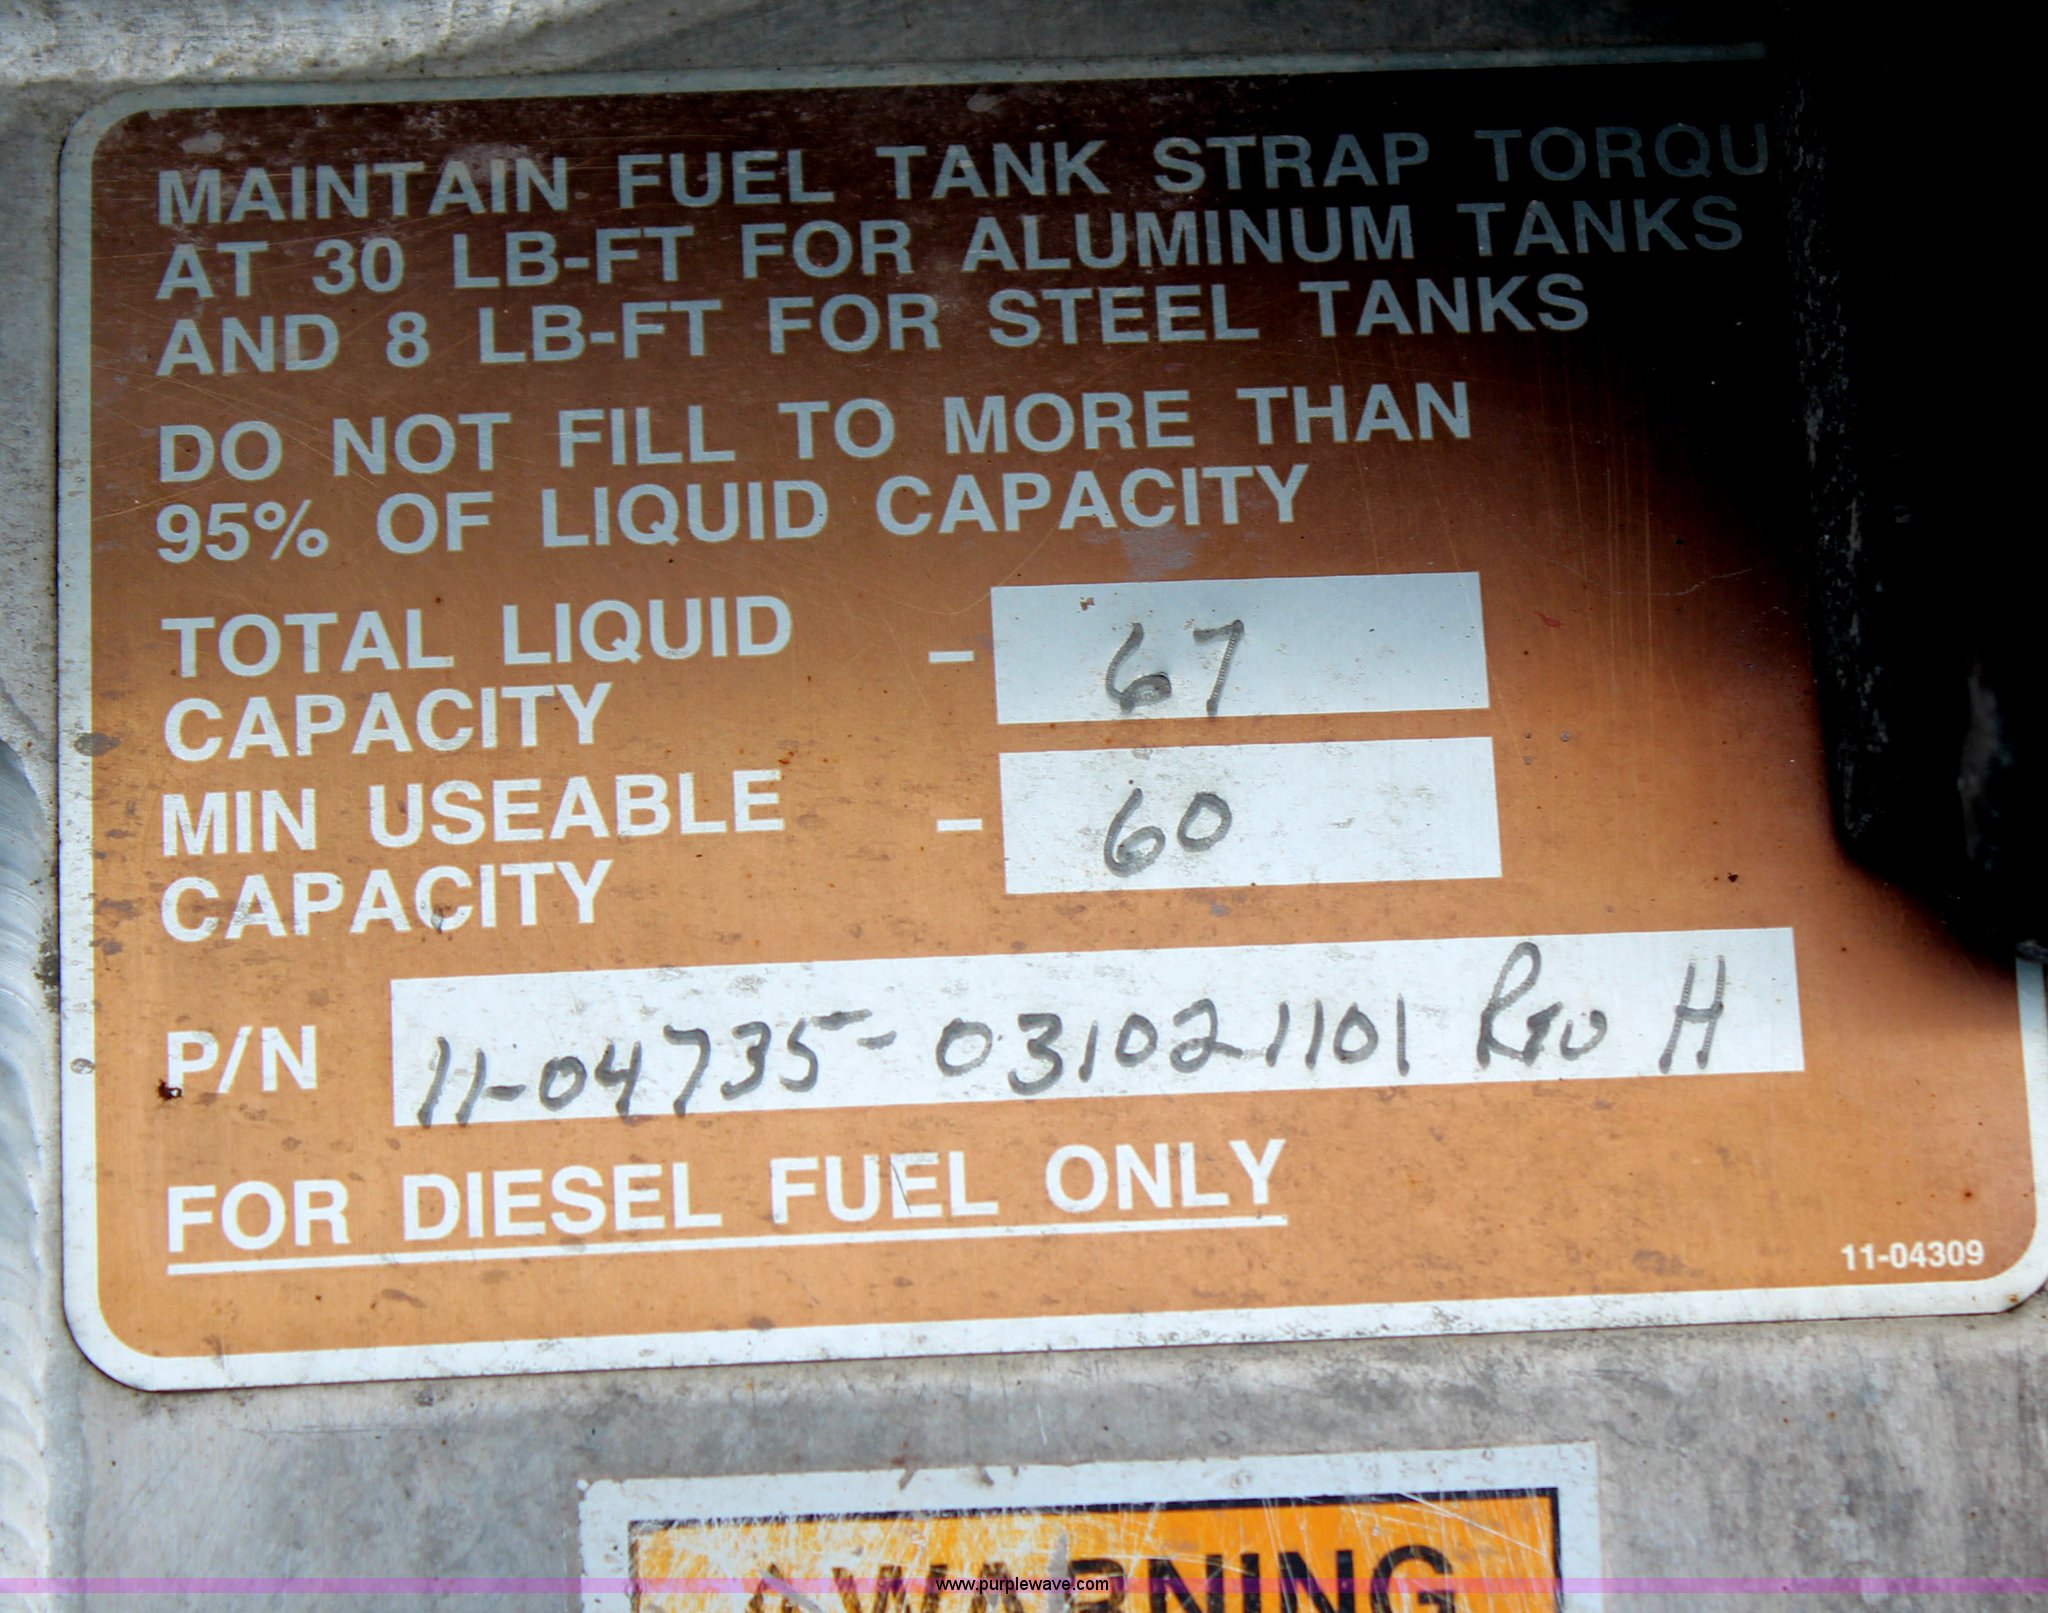 MAINTAIN FUEL TANK STRAP TORQU
AT 30 LB-FT FOR ALUMINUM TANKS
AND 8 LB-FT FOR STEEL TANKS
DO NOT FILL TO MORE THAN
95% OF LIQUID CAPACITY
TOTAL LIQUID - 67
CAPACITY
MIN USEABLE - 60
CAPACITY
P/N 11-04735-031021101 Rev H
FOR DIESEL FUEL ONLY
11-04309
WARNING
www.purplewave.com